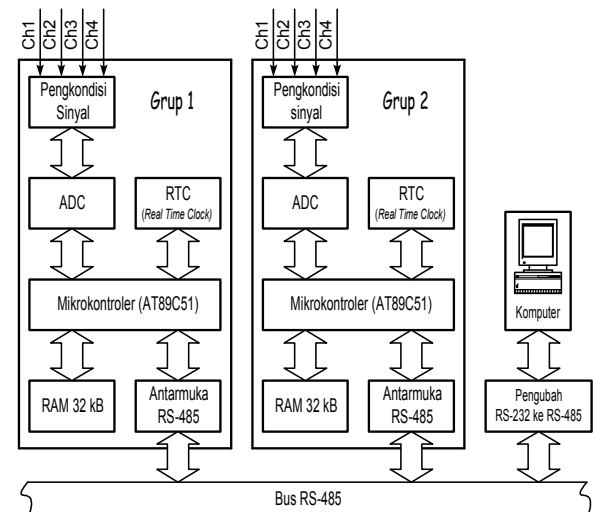 Ch1
Ch2
Ch3
Ch4
Pengkondisi
Sinyal
Grup 1
ADC
RTC
(Real Time Clock)
Mikrokontroler (AT89C51)
RAM 32 kB
Antarmuka
RS-485
Ch1
Ch2
Ch3
Ch4
Pengkondisi
sinyal
Grup 2
ADC
RTC
(Real Time Clock)
Mikrokontroler (AT89C51)
RAM 32 kB
Antarmuka
RS-485
Komputer
Pengubah
RS-232 ke RS-485
Bus RS-485